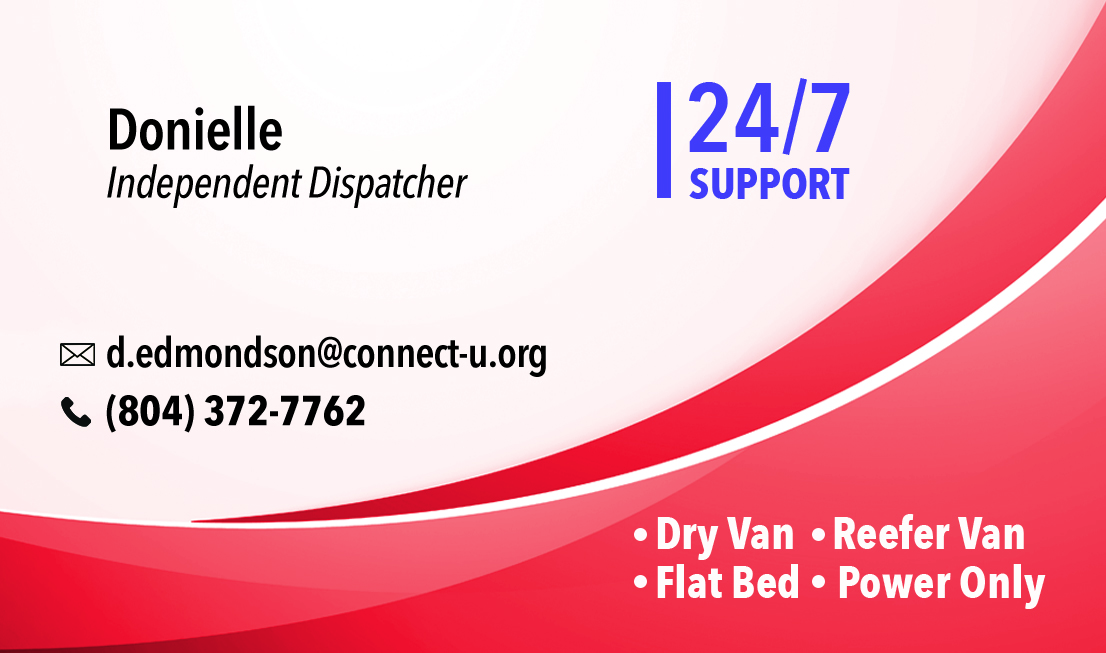 Donielle
Independent Dispatcher
24/7
SUPPORT
d.edmondson@connect-u.org
(804) 372-7762
• Dry Van • Reefer Van
• Flat Bed • Power Only